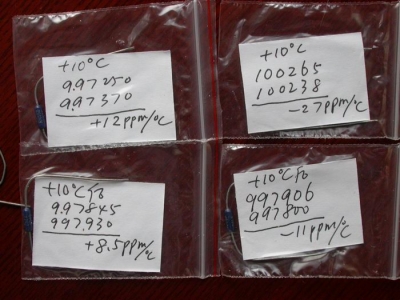 +10°C
9.97250
9.97370
+12ppm/°C
+10°C
100265
100238
-27ppm/°C
+10°C
9.97845
997.930
+8.5ppm/°C
+10°C
997906
997800
-11ppm/°C